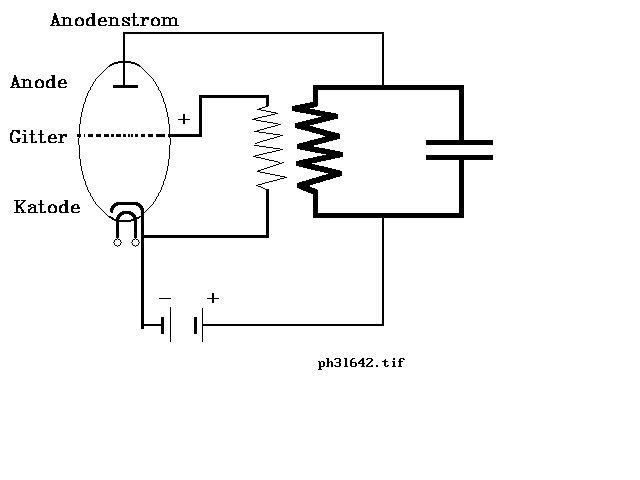 Anodenstrom
Anode
+
Gitter
Katode
− +
ph31642.tif